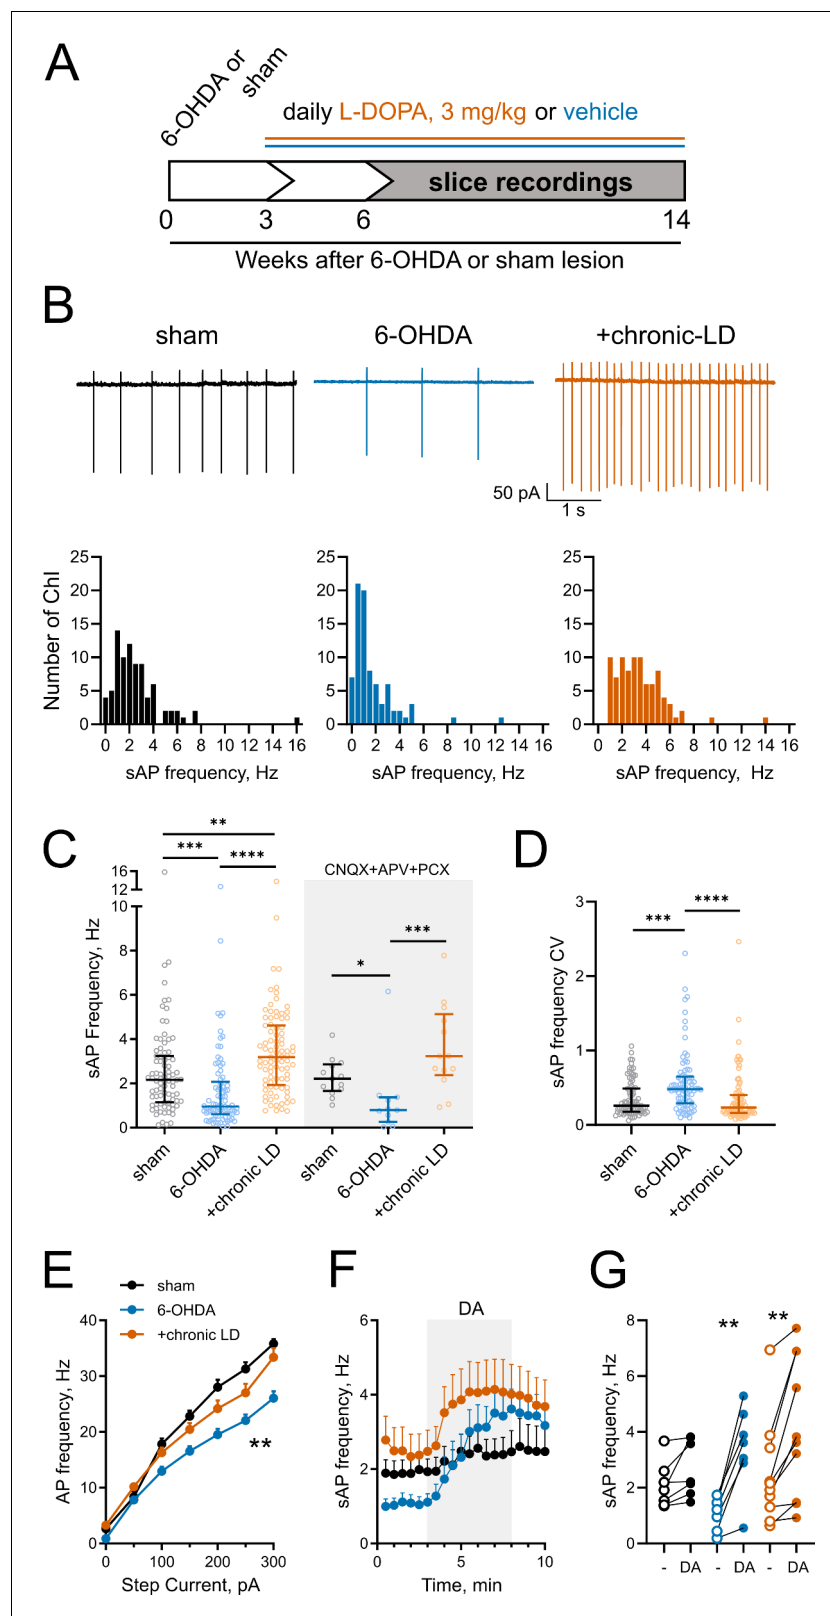 A
6-OHDA or
sham
daily L-DOPA, 3 mg/kg or vehicle
slice recordings
0 3 6 14
Weeks after 6-OHDA or sham lesion
B
sham 6-OHDA +chronic-LD
50 pA
1 s
Number of ChI
25
20
15
10
5
0
0 2 4 6 8 10 12 14 16
sAP frequency, Hz
25
20
15
10
5
0
0 2 4 6 8 10 12 14 16
sAP frequency, Hz
25
20
15
10
5
0
0 2 4 6 8 10 12 14 16
sAP frequency, Hz
C
sAP Frequency, Hz
16
12
10
8
6
4
2
0
**
*** ****
CNQX+APV+PCX
***
*
sham
6-OHDA
+chronic LD
sham
6-OHDA
+chronic LD
D
sAP frequency CV
3
2
1
0
*** ****
sham
6-OHDA
+chronic LD
E
sham
6-OHDA
+chronic LD
AP frequency, Hz
40
30
20
10
0
**
0 100 200 300
Step Current, pA
F
DA
sAP frequency, Hz
6
4
2
0
0 5 10
Time, min
G
sAP frequency, Hz
8
6
4
2
0
** **
- DA - DA - DA